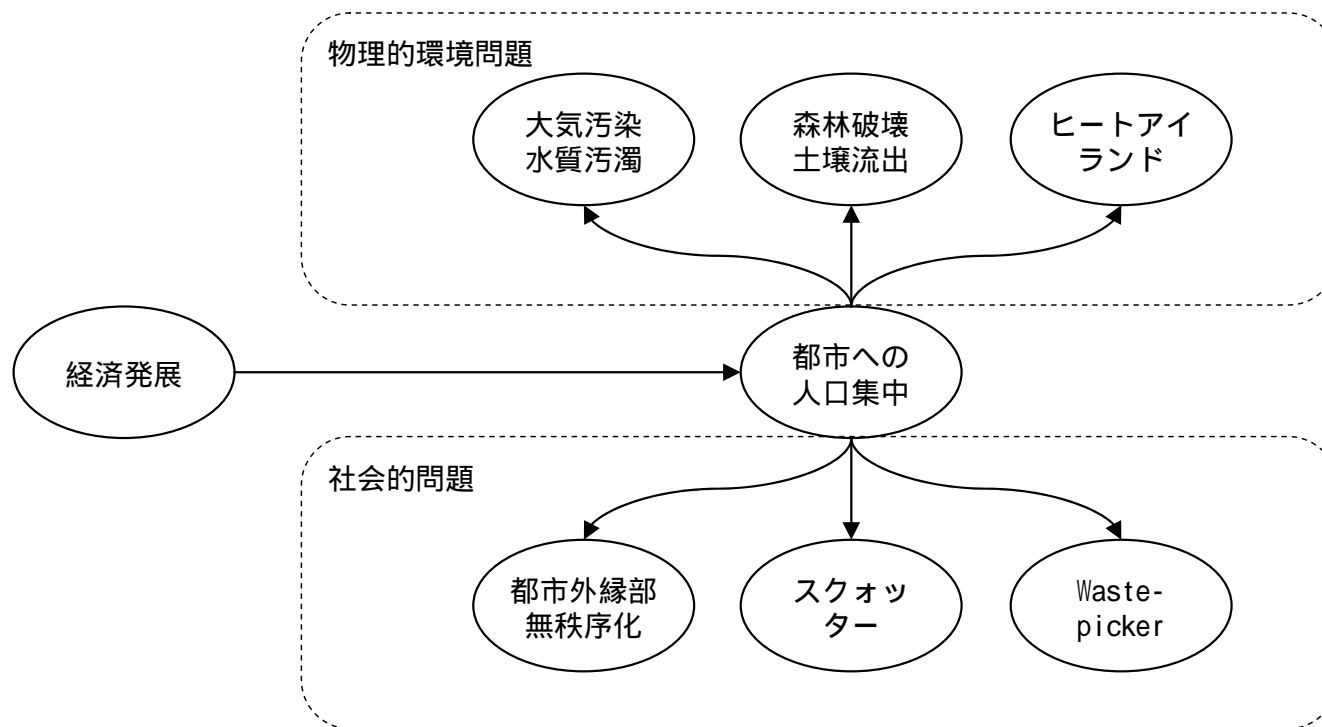 物理的環境問題
大気汚染
水質汚濁
森林破壊
土壌流出
ヒートアイ
ランド
経済発展
都市への
人口集中
社会的問題
都市外縁部
無秩序化
スクォッ
ター
Waste-
picker